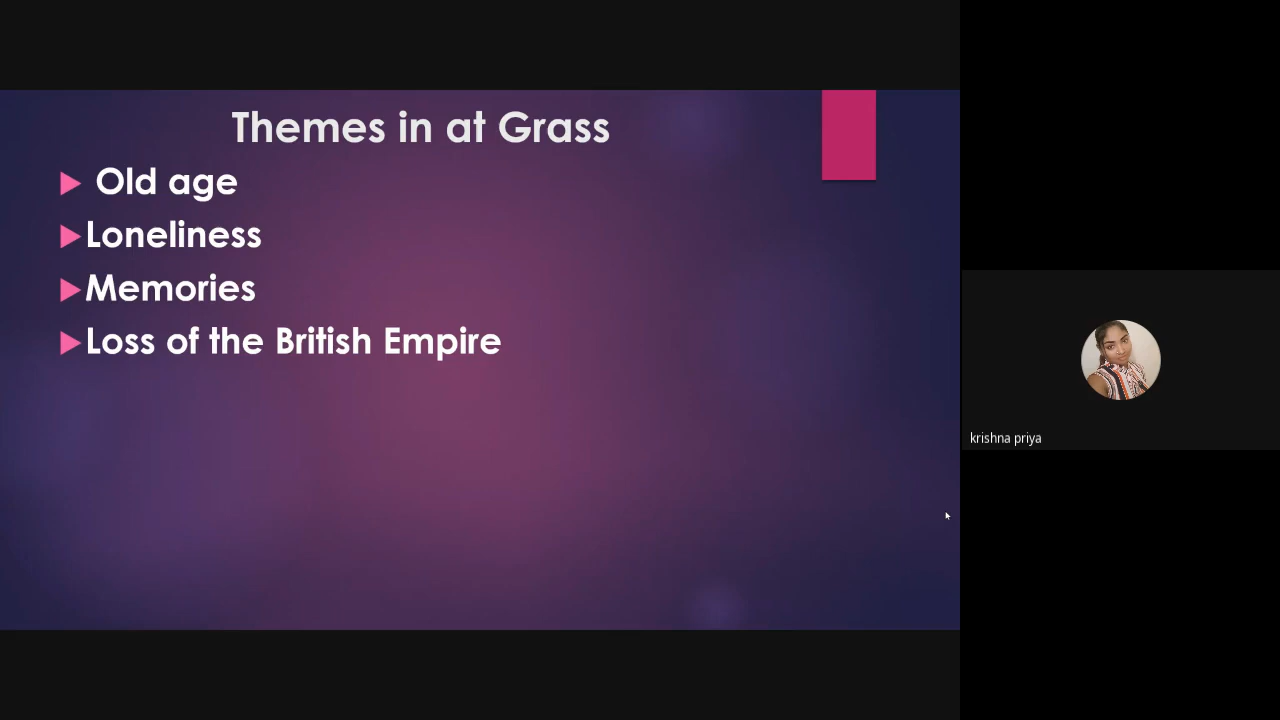 Themes in at Grass
Old age
Loneliness
Memories
Loss of the British Empire
krishna priya